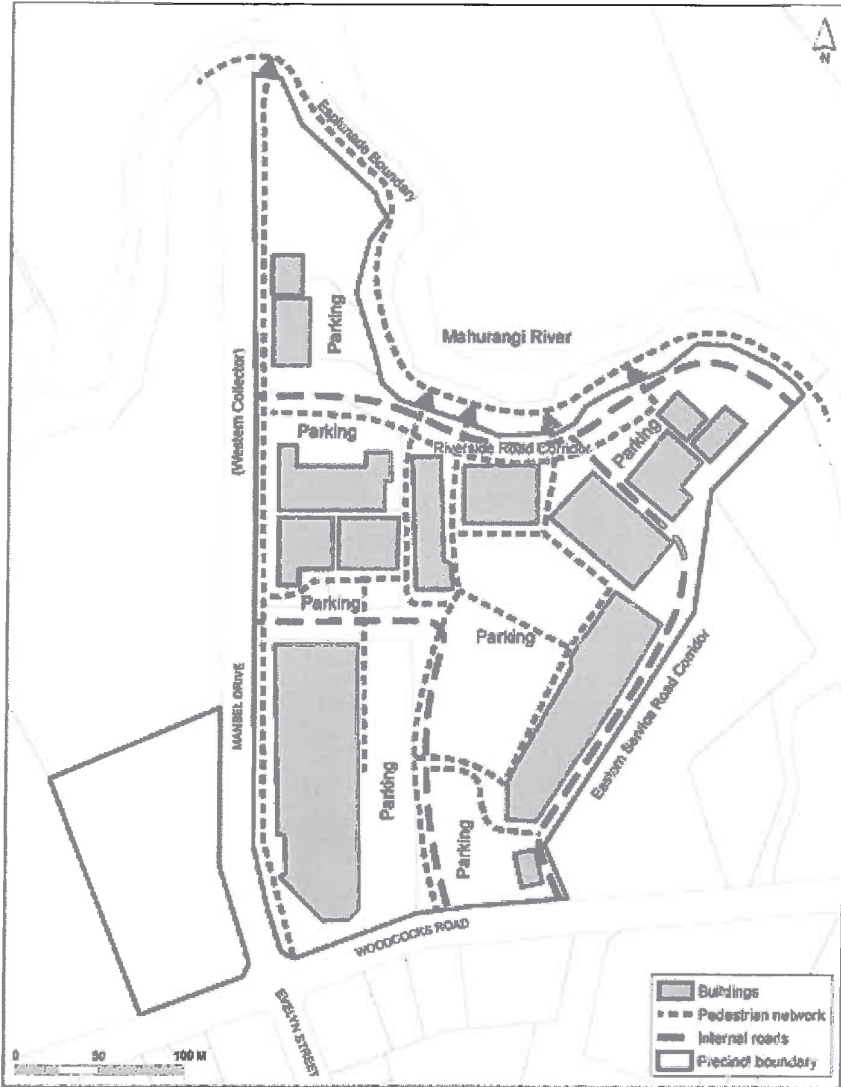 N
Esplanade Boundary
Parking
Mahurangi River
(Western Collector)
Parking
Riverside Road Corridor
Parking
Parking
Parking
MANSEL DRIVE
Eastern Service Road Corridor
Parking
Parking
WOODCOCKS ROAD
EVELYN STREET
Buildings
Pedestrian network
Internal roads
Precinct boundary
0 50 100 M